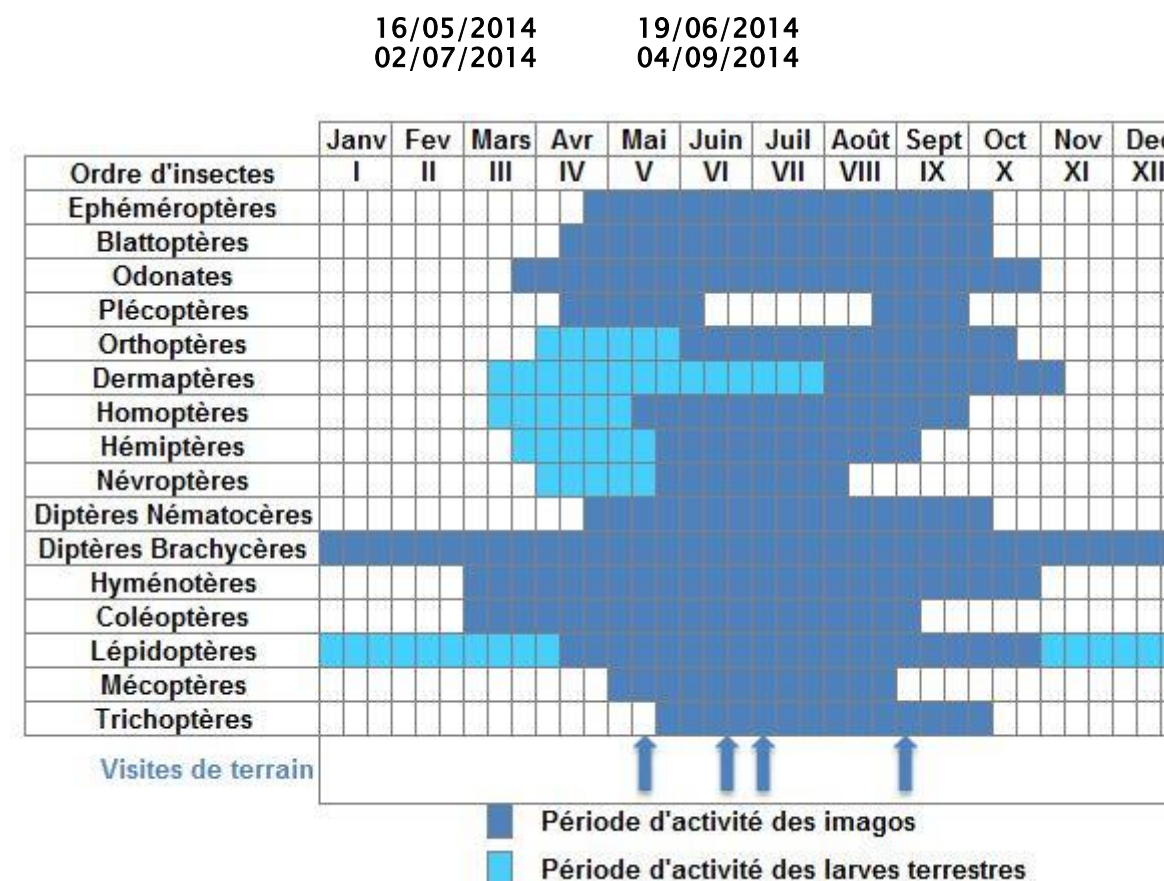 16/05/2014 19/06/2014
02/07/2014 04/09/2014
Janv Fev Mars Avr Mai Juin Juil Août Sept Oct Nov Dec
Ordre d'insectes I II III IV V VI VII VIII IX X XI XII
Ephéméroptères
Blattoptères
Odonates
Plécoptères
Orthoptères
Dermaptères
Homoptères
Hémiptères
Névroptères
Diptères Nématocères
Diptères Brachycères
Hyménotères
Coléoptères
Lépidoptères
Mécoptères
Trichoptères
Visites de terrain
Période d'activité des imagos
Période d'activité des larves terrestres